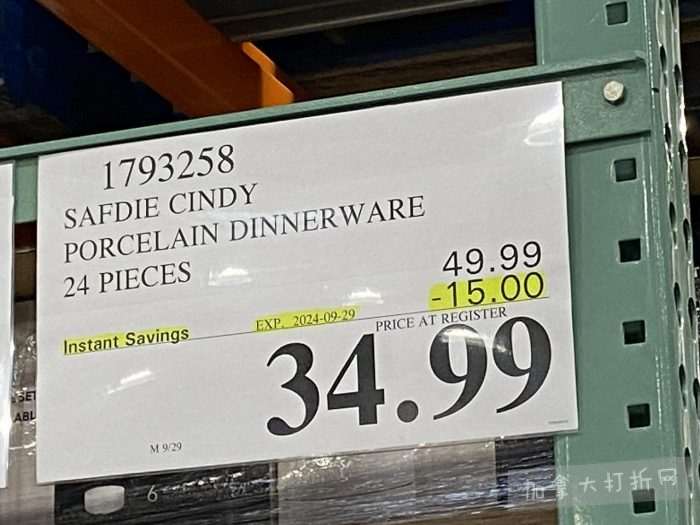 1793258
SAFDIE CINDY
PORCELAIN DINNERWARE
24 PIECES
49.99
-15.00
Instant Savings
EXP. 2024-09-29
PRICE AT REGISTER
34.99
M 9/29
6
加拿大打折网